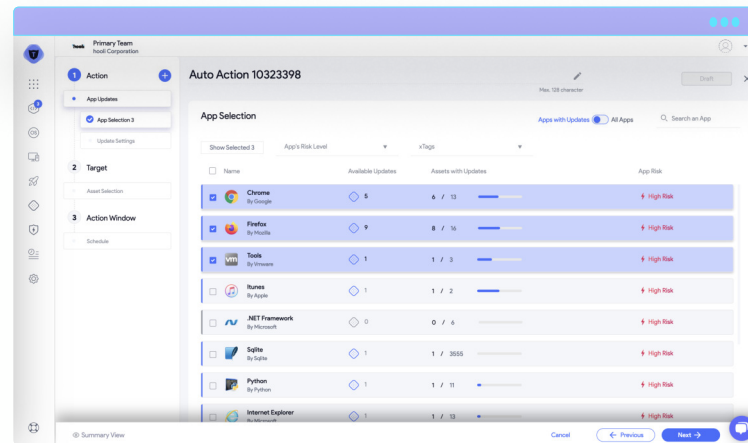 Primary Team
hooli Corporation
1 Action
App Updates
App Selection 3
Update Settings
2 Target
Asset Selection
3 Action Window
Schedule
Summary View
Auto Action 10323398
Max. 128 character
Draft
App Selection
Apps with Updates All Apps
Search an App
Show Selected 3 App's Risk Level xTags
Name Available Updates Assets with Updates App Risk
Chrome
By Google
5 6 / 13 High Risk
Firefox
By Mozilla
9 8 / 16 High Risk
vm Tools
By Vmware
1 1 / 3 High Risk
Itunes
By Apple
1 1 / 2 High Risk
.NET Framework
By Microsoft
0 0 / 6 High Risk
Sqlite
By Sqlite
1 1 / 3555 High Risk
Python
By Python
1 1 / 11 High Risk
Internet Explorer
By Microsoft
1 1 / 13 High Risk
Cancel Previous Next